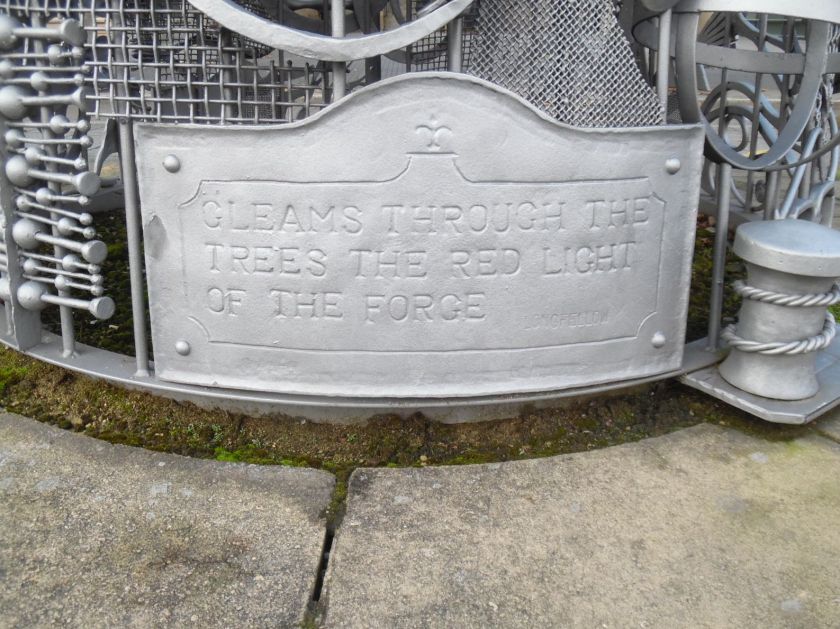 GLEAMS THROUGH THE
TREES THE RED LIGHT
OF THE FORGE LONGFELLOW